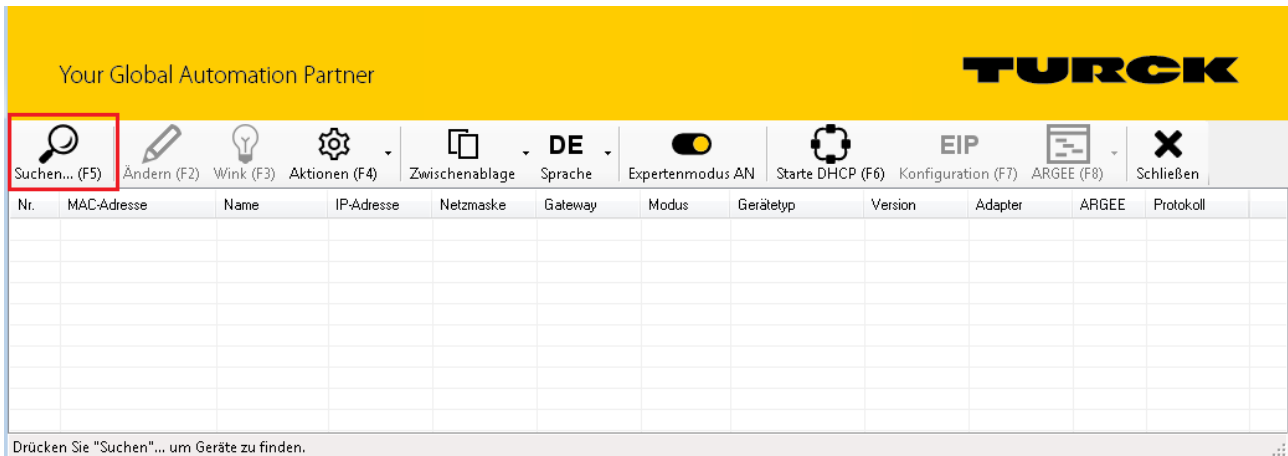 Your Global Automation Partner
TURCK
DE
EIP
Suchen... (F5) Ändern (F2) Wink (F3) Aktionen (F4) Zwischenablage Sprache Expertenmodus AN Starte DHCP (F6) Konfiguration (F7) ARGEE (F8) Schließen
Nr. MAC-Adresse Name IP-Adresse Netzmaske Gateway Modus Gerätetyp Version Adapter ARGEE Protokoll
Drücken Sie "Suchen"... um Geräte zu finden.